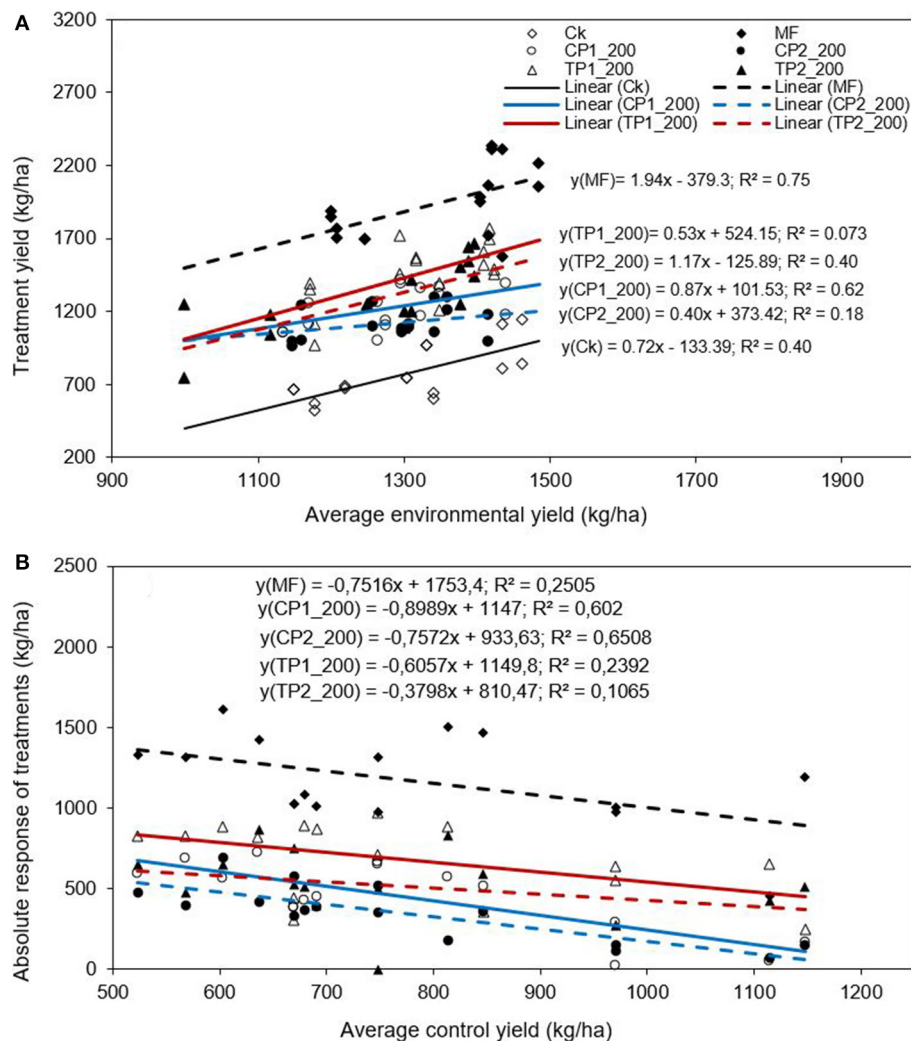 A
3200
2700
2200
1700
1200
700
200
900
1100
1300
1500
1700
1900
Treatment yield (kg/ha)
Average environmental yield (kg/ha)
Ck
MF
CP1_200
CP2_200
TP1_200
TP2_200
Linear (Ck)
Linear (MF)
Linear (CP1_200)
Linear (CP2_200)
Linear (TP1_200)
Linear (TP2_200)
y(MF)= 1.94x - 379.3; R² = 0.75
y(TP1_200)= 0.53x + 524.15; R² = 0.073
y(TP2_200)= 1.17x - 125.89; R² = 0.40
y(CP1_200)= 0.87x + 101.53; R² = 0.62
y(CP2_200)= 0.40x + 373.42; R² = 0.18
y(Ck)= 0.72x - 133.39; R² = 0.40
B
2500
2000
1500
1000
500
0
500
600
700
800
900
1000
1100
1200
Absolute response of treatments (kg/ha)
Average control yield (kg/ha)
y(MF) = -0,7516x + 1753,4; R² = 0,2505
y(CP1_200) = -0,8989x + 1147; R² = 0,602
y(CP2_200) = -0,7572x + 933,63; R² = 0,6508
y(TP1_200) = -0,6057x + 1149,8; R² = 0,2392
y(TP2_200) = -0,3798x + 810,47; R² = 0,1065